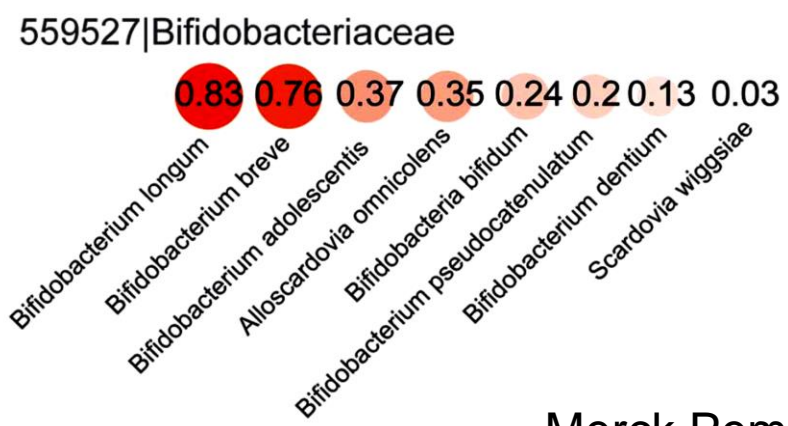 559527|Bifidobacteriaceae
0.83 0.76 0.37 0.35 0.24 0.2 0.13 0.03
Bifidobacterium longum
Bifidobacterium breve
Bifidobacterium adolescentis
Alloscardovia omnicolens
Bifidobacteria bifidum
Bifidobacterium pseudocatenulatum
Bifidobacterium dentium
Scardovia wiggsiae